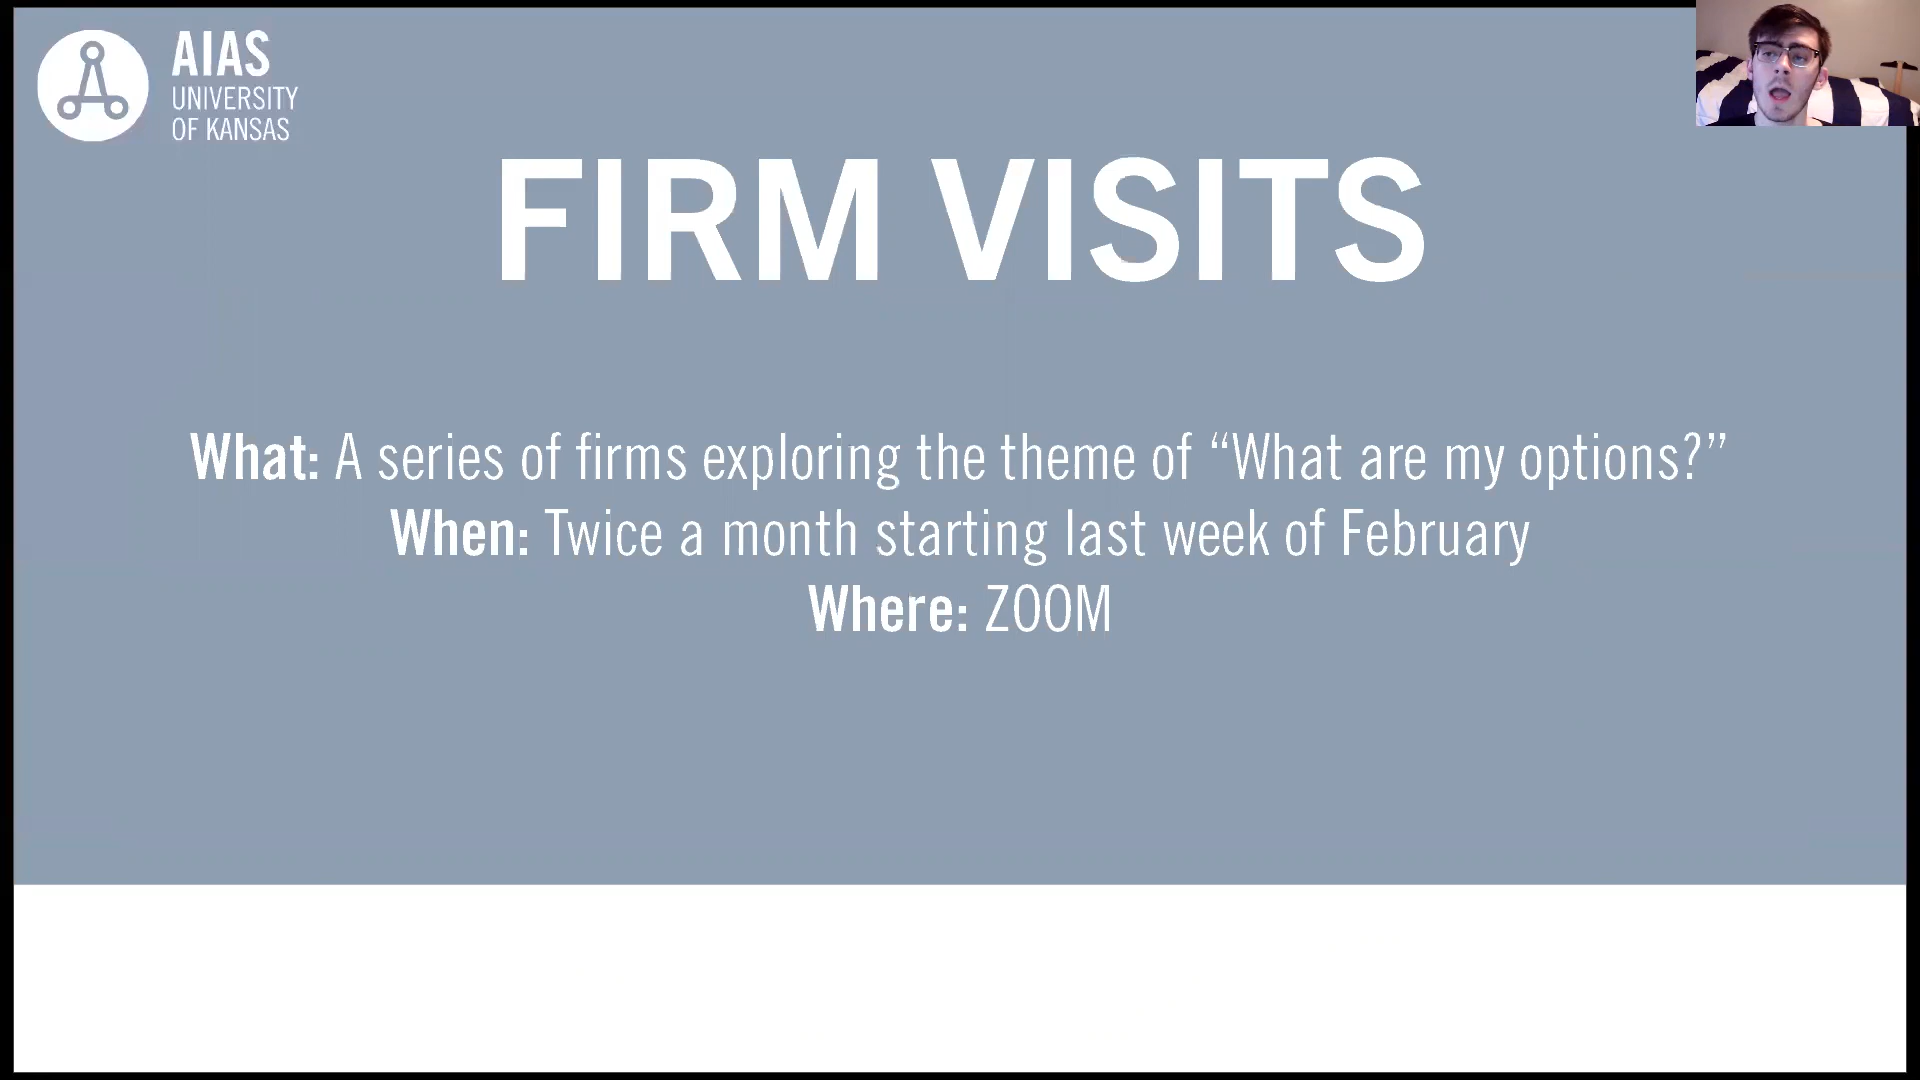 AIAS
UNIVERSITY
OF KANSAS
FIRM VISITS
What: A series of firms exploring the theme of “What are my options?”
When: Twice a month starting last week of February
Where: ZOOM